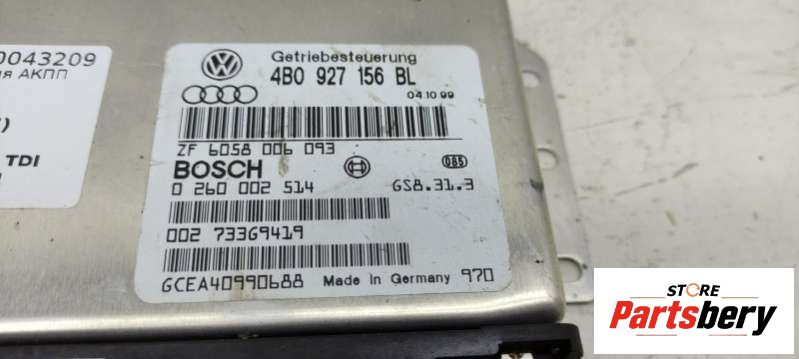 0043209
ия АКПП
)
TDI
Getriebesteuerung
4B0 927 156 BL
04.10.99
ZF 6058 006 093
BOSCH
085
0 260 002 514
GS8.31.3
002 73369419
GCEA40990688 Made in Germany 970
STORE
Partsbery